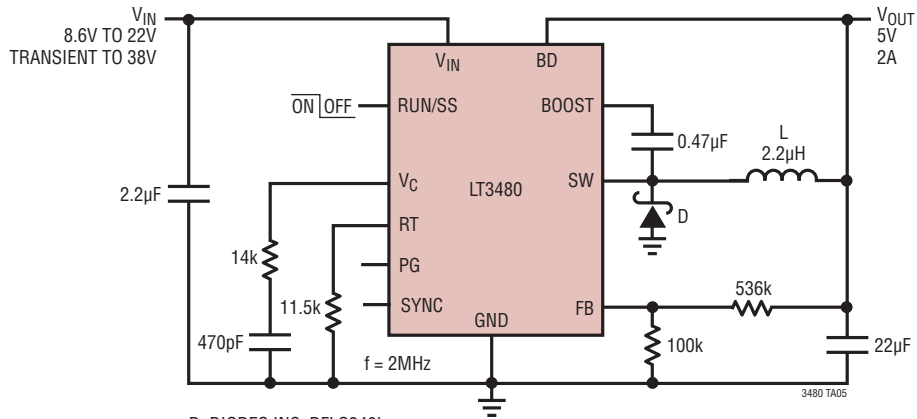 VIN
8.6V TO 22V
TRANSIENT TO 38V
VOUT
5V
2A
VIN
BD
ON OFF
RUN/SS
BOOST
0.47µF
L
2.2µH
VC
LT3480
SW
2.2µF
D
RT
14k
PG
536k
11.5k
SYNC
FB
GND
470pF
f = 2MHz
100k
22µF
3480 TA05